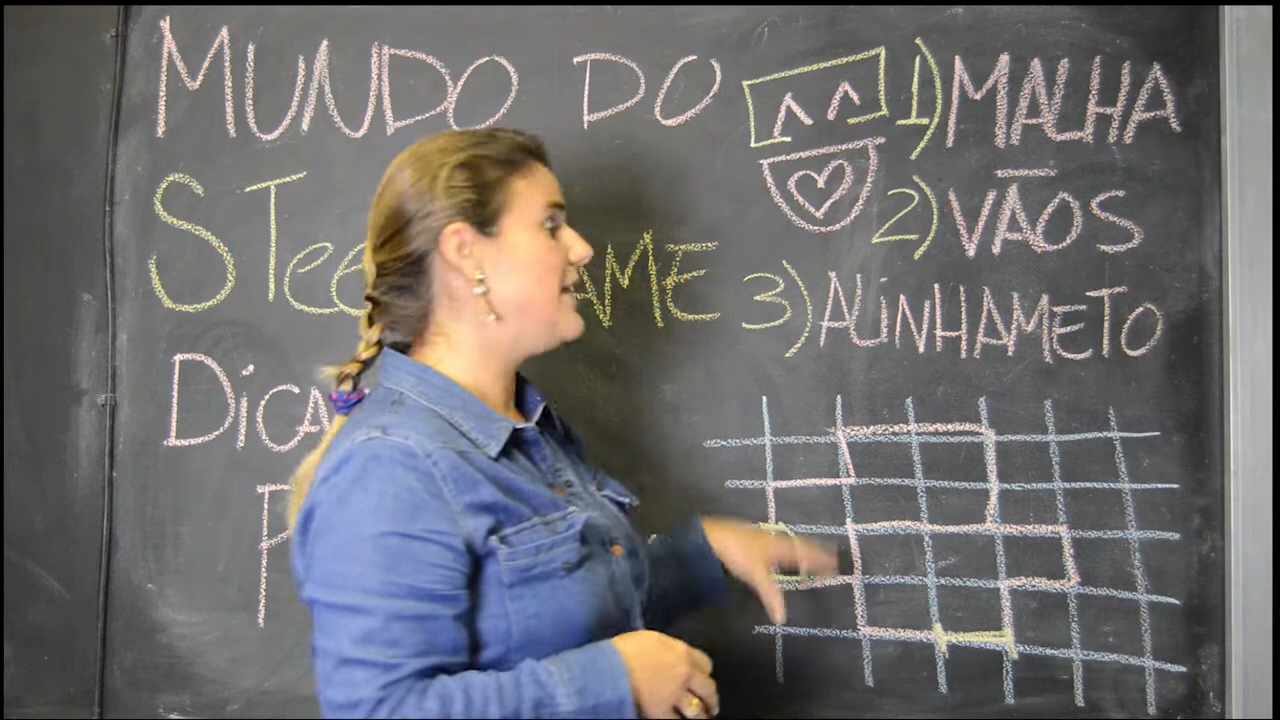 MUNDO DO
STee AME
Dica
P
1) MALHA
2) VÃOS
3) ALINHAMETO